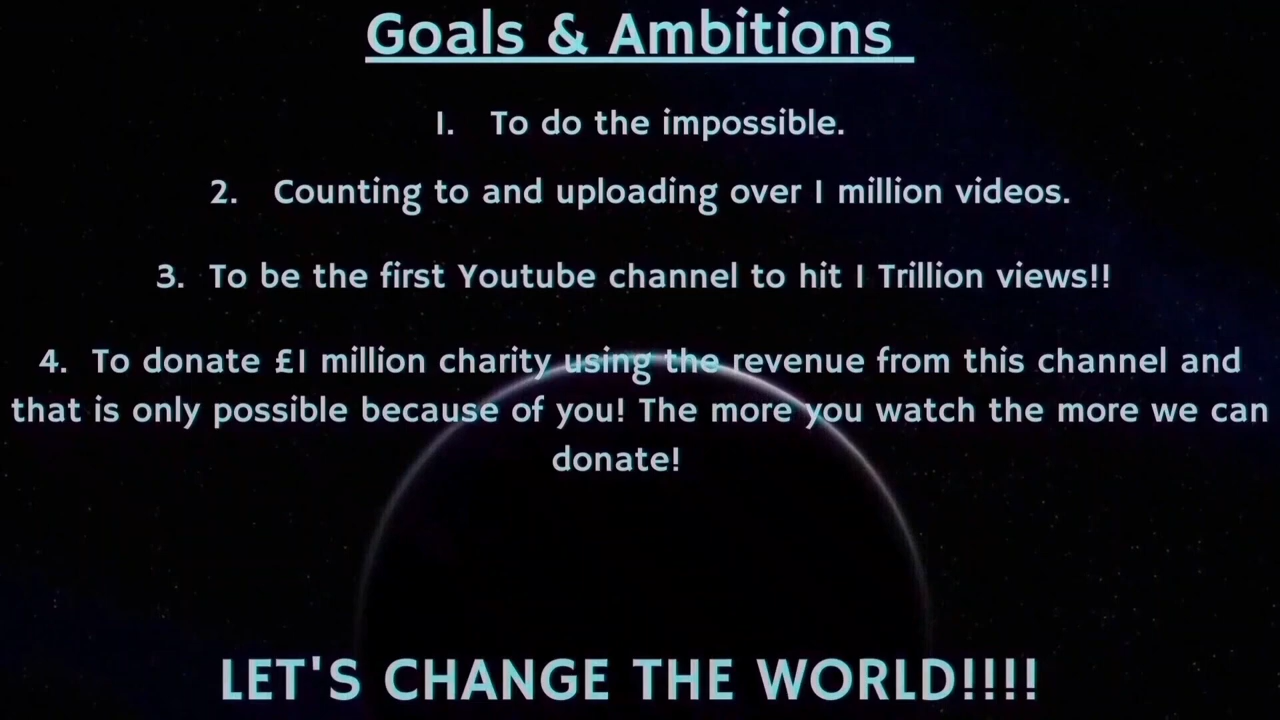 Goals & Ambitions
1. To do the impossible.
2. Counting to and uploading over 1 million videos.
3. To be the first Youtube channel to hit 1 Trillion views!!
4. To donate £1 million charity using the revenue from this channel and
that is only possible because of you! The more you watch the more we can
donate!
LET'S CHANGE THE WORLD!!!!